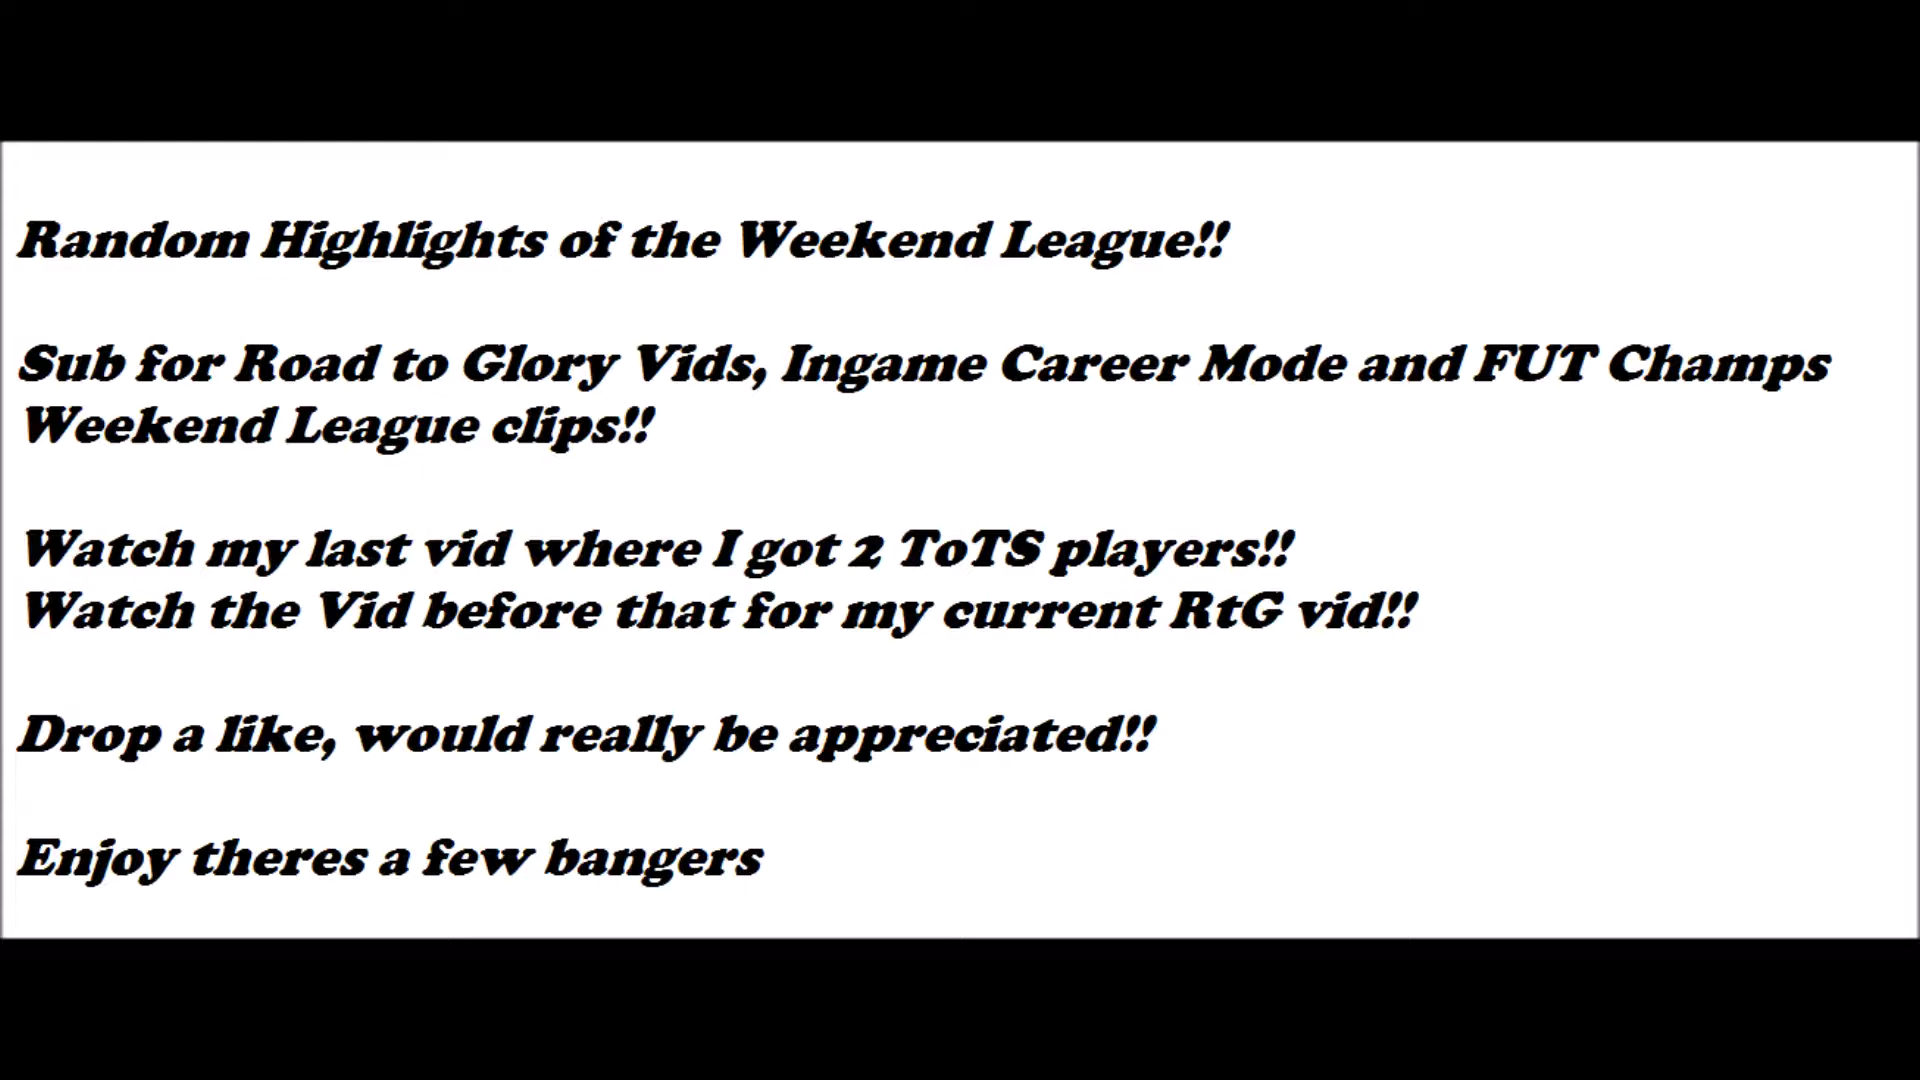 Random Highlights of the Weekend League!!
Sub for Road to Glory Vids, Ingame Career Mode and FUT Champs
Weekend League clips!!
Watch my last vid where I got 2 ToTS players!!
Watch the Vid before that for my current RtG vid!!
Drop a like, would really be appreciated!!
Enjoy theres a few bangers